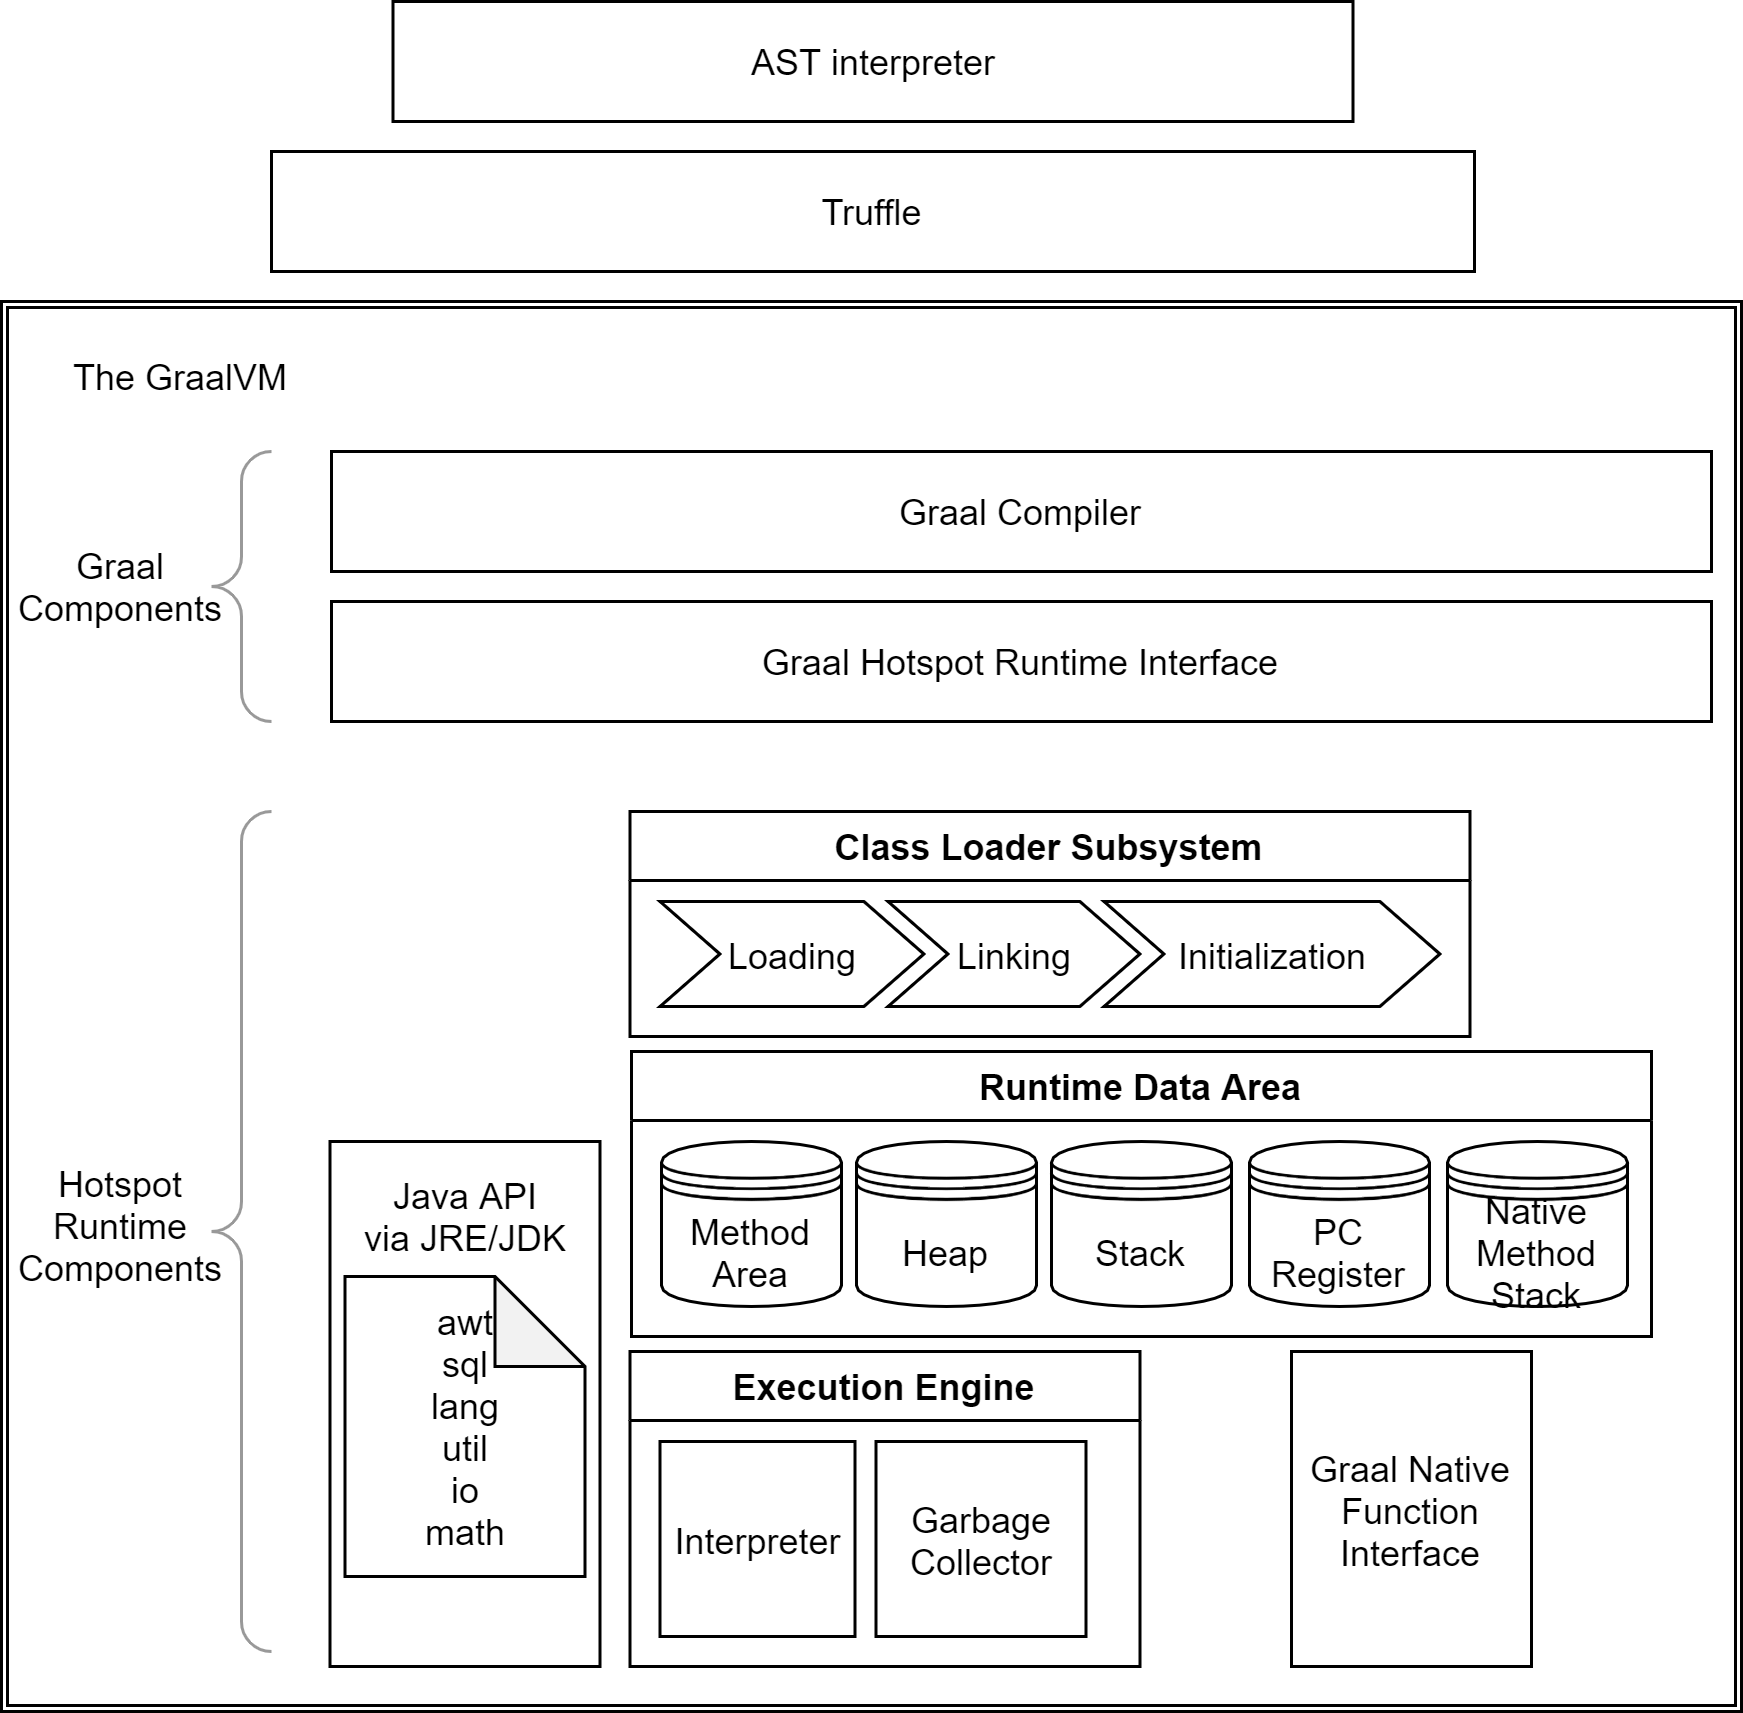 AST interpreter
Truffle
The GraalVM
Graal
Components
Graal Compiler
Graal Hotspot Runtime Interface
Hotspot
Runtime
Components
Class Loader Subsystem
Loading
Linking
Initialization
Runtime Data Area
Method
Area
Heap
Stack
PC
Register
Native
Method
Stack
Java API
via JRE/JDK
awt
sql
lang
util
io
math
Execution Engine
Interpreter
Garbage
Collector
Graal Native
Function
Interface